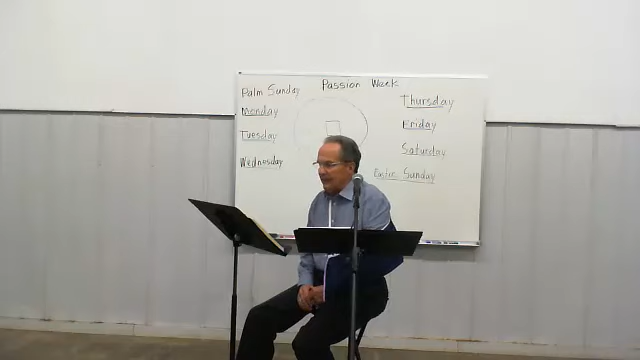 Passion Week
Palm Sunday
Monday
Tuesday
Wednesday
Thursday
Friday
Saturday
Easter Sunday